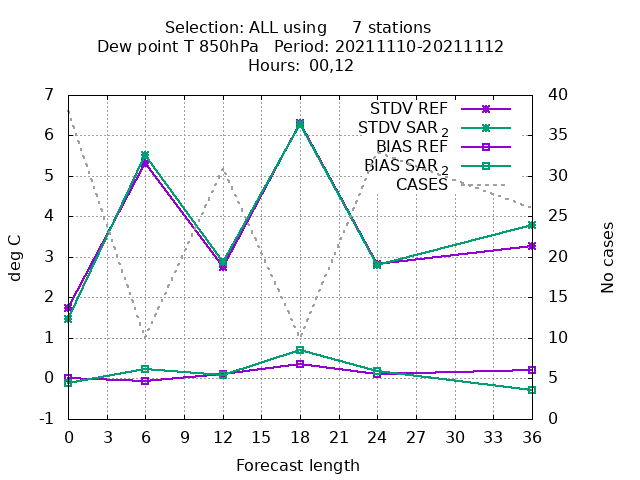 Selection: ALL using     7 stations
Dew point T 850hPa   Period: 20211110-20211112
Hours: 00,12
7
6
5
4
3
2
1
0
-1
40
35
30
25
20
15
10
5
0
STDV REF
STDV SAR2
BIAS REF
BIAS SAR2
CASES
deg C
No cases
0 3 6 9 12 15 18 21 24 27 30 33 36
Forecast length